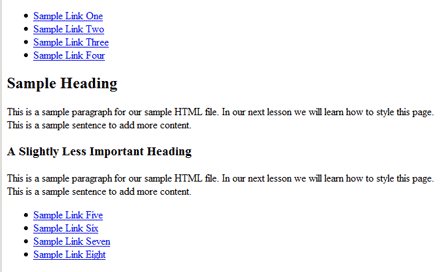 Sample Link One
Sample Link Two
Sample Link Three
Sample Link Four
Sample Heading
This is a sample paragraph for our sample HTML file. In our next lesson we will learn how to style this page.
This is a sample sentence to add more content.
A Slightly Less Important Heading
This is a sample paragraph for our sample HTML file. In our next lesson we will learn how to style this page.
This is a sample sentence to add more content.
Sample Link Five
Sample Link Six
Sample Link Seven
Sample Link Eight